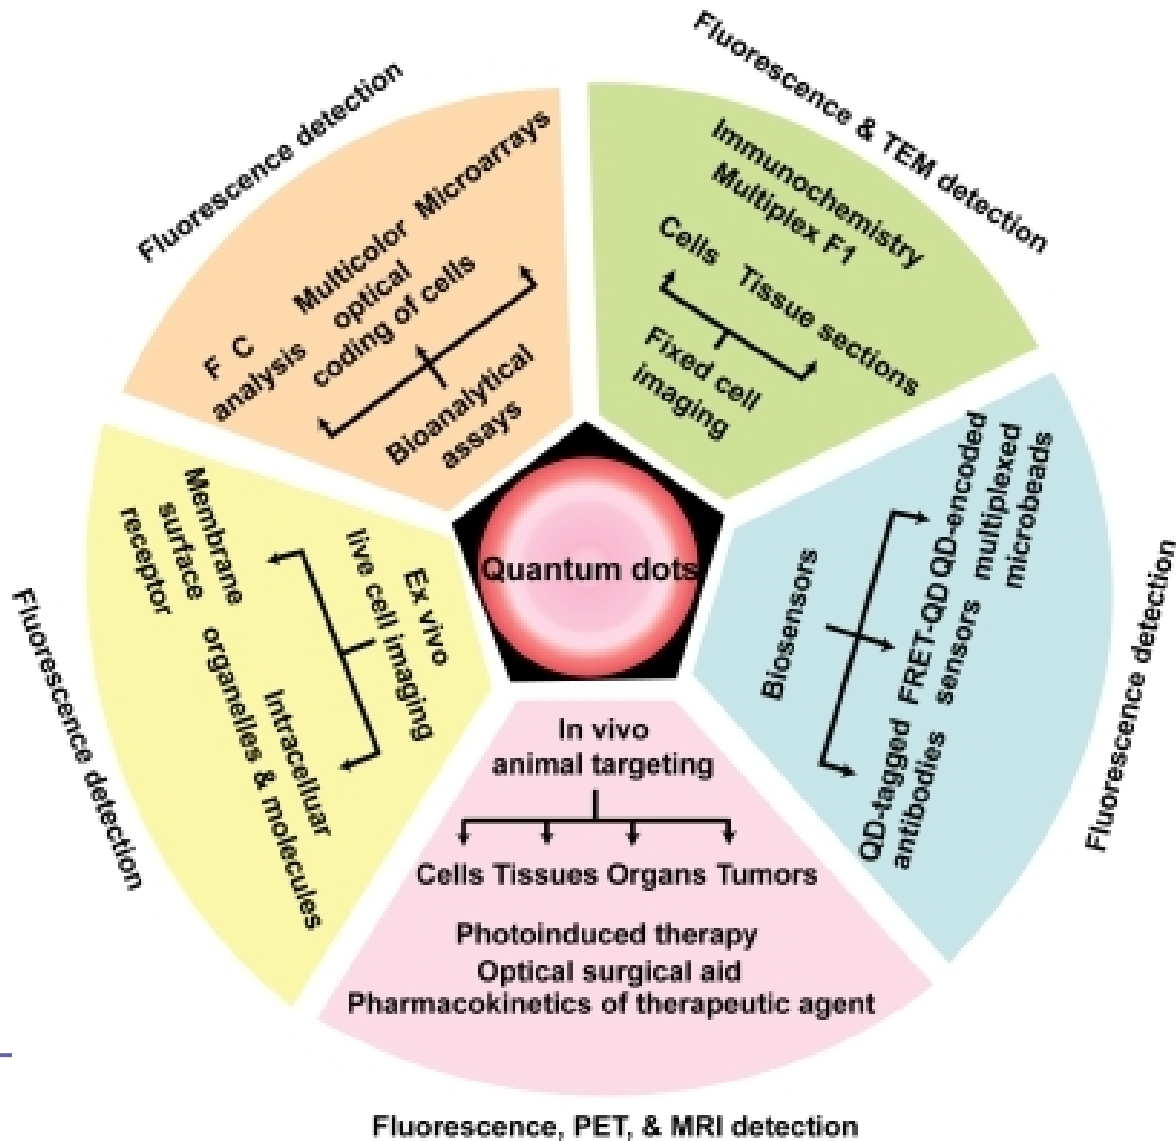 Fluorescence detection
Microarrays
Multicolor
optical
coding of cells
F C
analysis
Bioanalytical
assays
Fluorescence & TEM detection
Immunochemistry
Multiplex F1
Cells Tissue sections
Fixed cell
imaging
Fluorescence detection
Biosensors
QD-encoded
multiplexed
microbeads
FRET-QD
sensors
QD-tagged
antibodies
Fluorescence, PET, & MRI detection
In vivo
animal targeting
Cells Tissues Organs Tumors
Photoinduced therapy
Optical surgical aid
Pharmacokinetics of therapeutic agent
Fluorescence detection
Ex vivo
live cell imaging
Membrane
surface
receptor
Intracelluar
organelles & molecules
Quantum dots